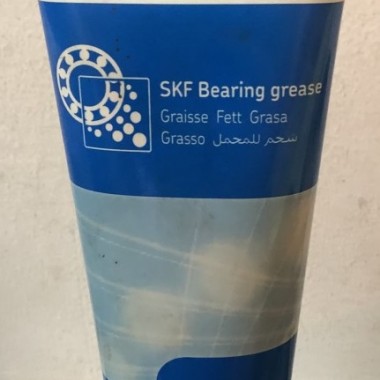 SKF Bearing grease
Graisse Fett Grasa
Grasso شحم للمحمل